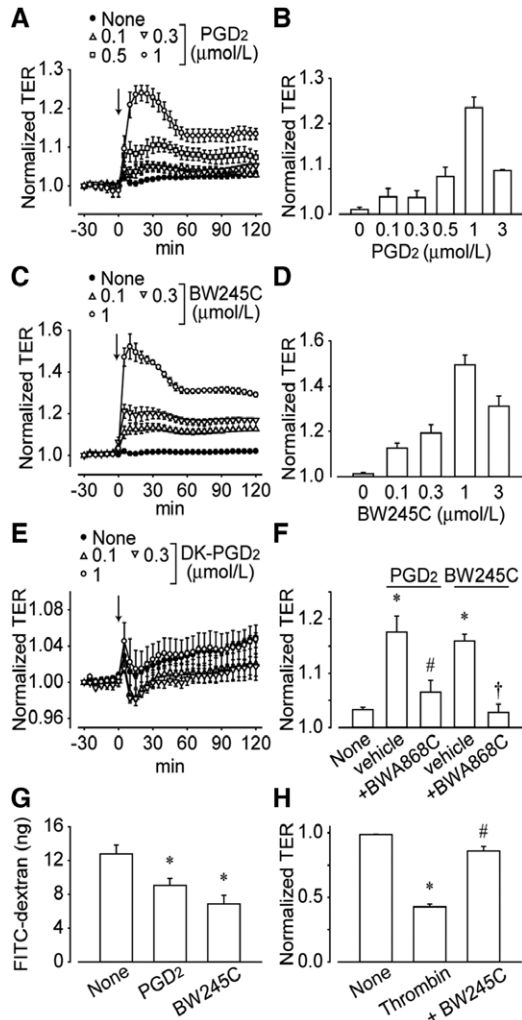 A
● None
△ 0.1 ▽ 0.3 PGD2
□ 0.5 ○ 1 (μmol/L)
Normalized TER
1.3
1.2
1.1
1.0
-30 0 30 60 90 120
min
B
Normalized TER
1.3
1.2
1.1
1.0
0 0.1 0.3 0.5 1 3
PGD2 (μmol/L)
C
● None
△ 0.1 ▽ 0.3 BW245C
○ 1 (μmol/L)
Normalized TER
1.6
1.4
1.2
1.0
-30 0 30 60 90 120
min
D
Normalized TER
1.6
1.4
1.2
1.0
0 0.1 0.3 1 3
BW245C (μmol/L)
E
● None
△ 0.1 ▽ 0.3 DK-PGD2
○ 1 (μmol/L)
Normalized TER
1.08
1.04
1.00
0.96
-30 0 30 60 90 120
min
F
PGD2 BW245C
Normalized TER
1.3
1.2
1.1
1.0
* # * †
None
vehicle
+BWA868C
vehicle
+BWA868C
G
FITC-dextran (ng)
16
12
8
4
0
* *
None
PGD2
BW245C
H
Normalized TER
1.0
0.5
0
* #
None
Thrombin
+ BW245C